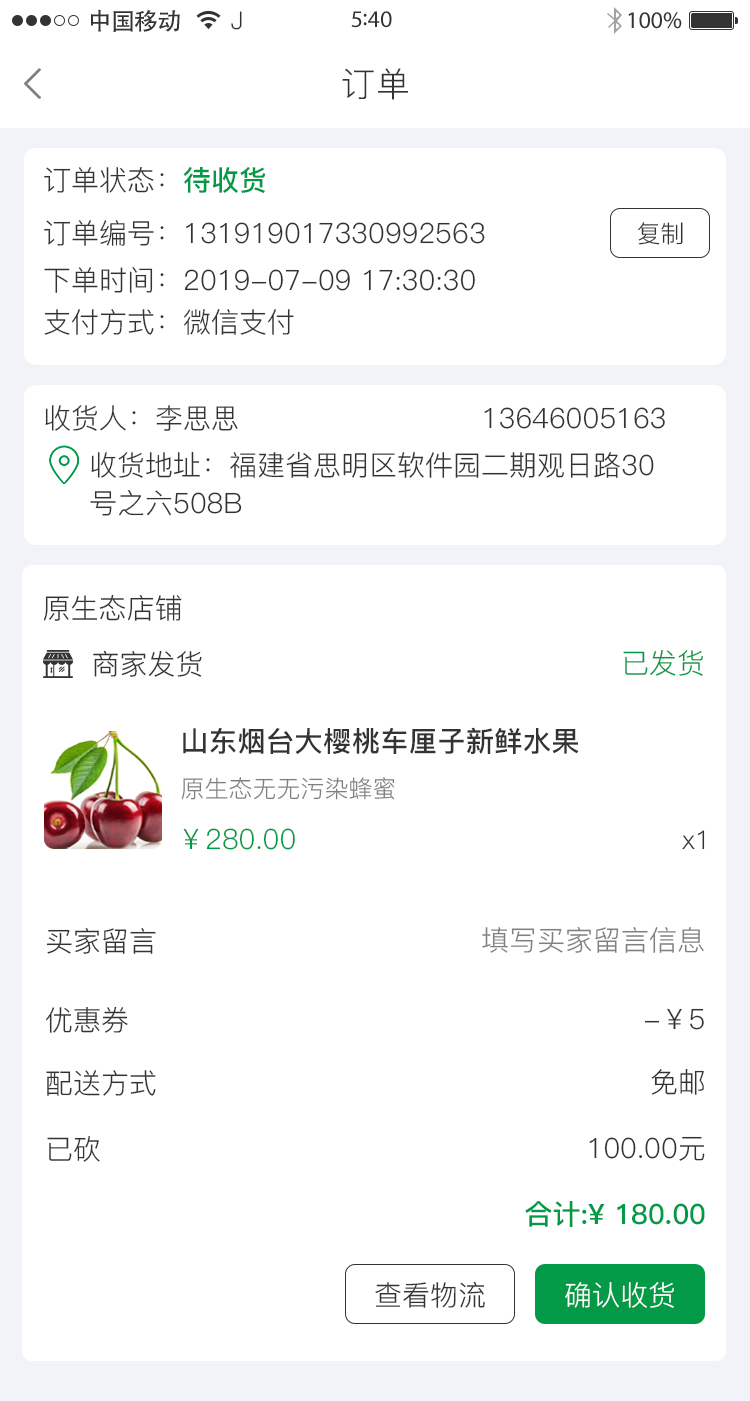 中国移动 J 5:40 100%
订单
订单状态：待收货
订单编号：131919017330992563 复制
下单时间：2019-07-09 17:30:30
支付方式：微信支付
收货人：李思思 13646005163
收货地址：福建省思明区软件园二期观日路30
号之六508B
原生态店铺
商家发货 已发货
山东烟台大樱桃车厘子新鲜水果
原生态无无污染蜂蜜
¥280.00 x1
买家留言 填写买家留言信息
优惠券 -¥5
配送方式 免邮
已砍 100.00元
合计:¥ 180.00
查看物流 确认收货